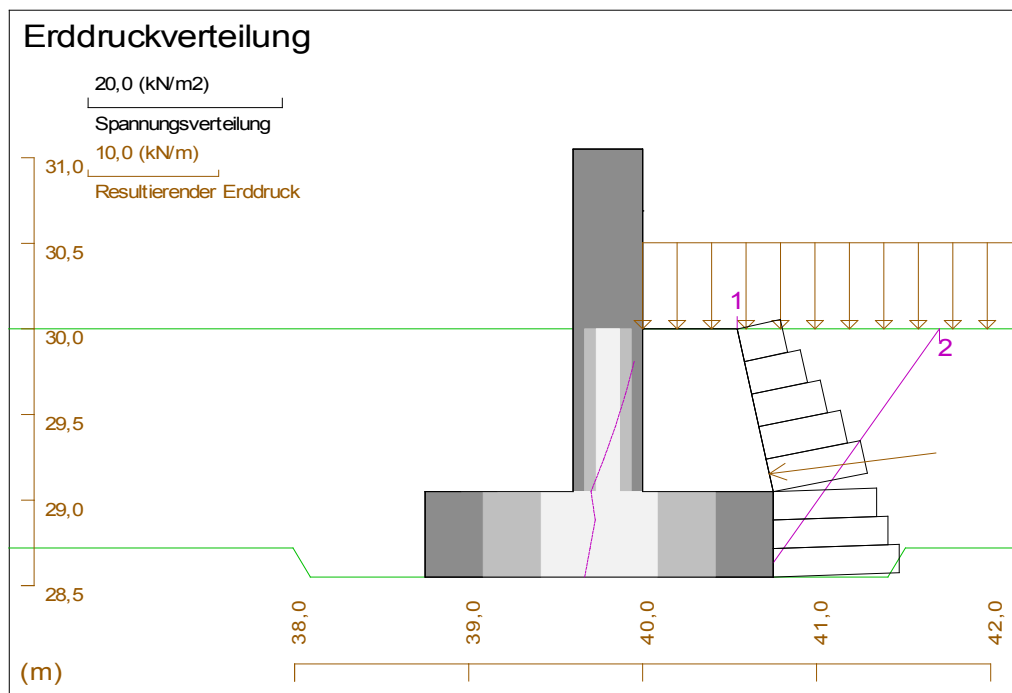 Erddruckverteilung
20,0 (kN/m2)
Spannungsverteilung
10,0 (kN/m)
Resultierender Erddruck
31,0
30,5
30,0
29,5
29,0
28,5
1
2
38,0
39,0
40,0
41,0
42,0
(m)